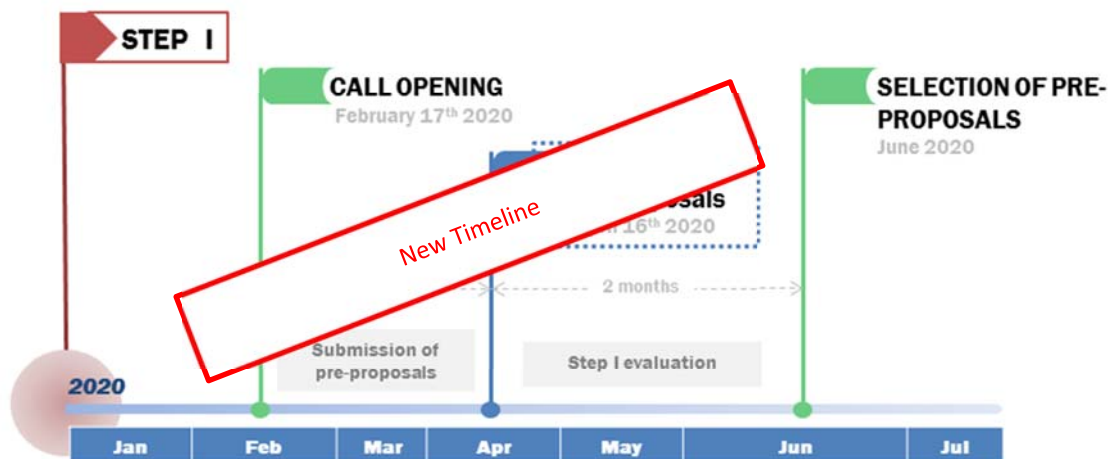 STEP I
CALL OPENING
February 17th 2020
SELECTION OF PRE-
PROPOSALS
June 2020
New Timeline
16th 2020
2 months
Submission of
pre-proposals
Step I evaluation
2020
Jan Feb Mar Apr May Jun Jul